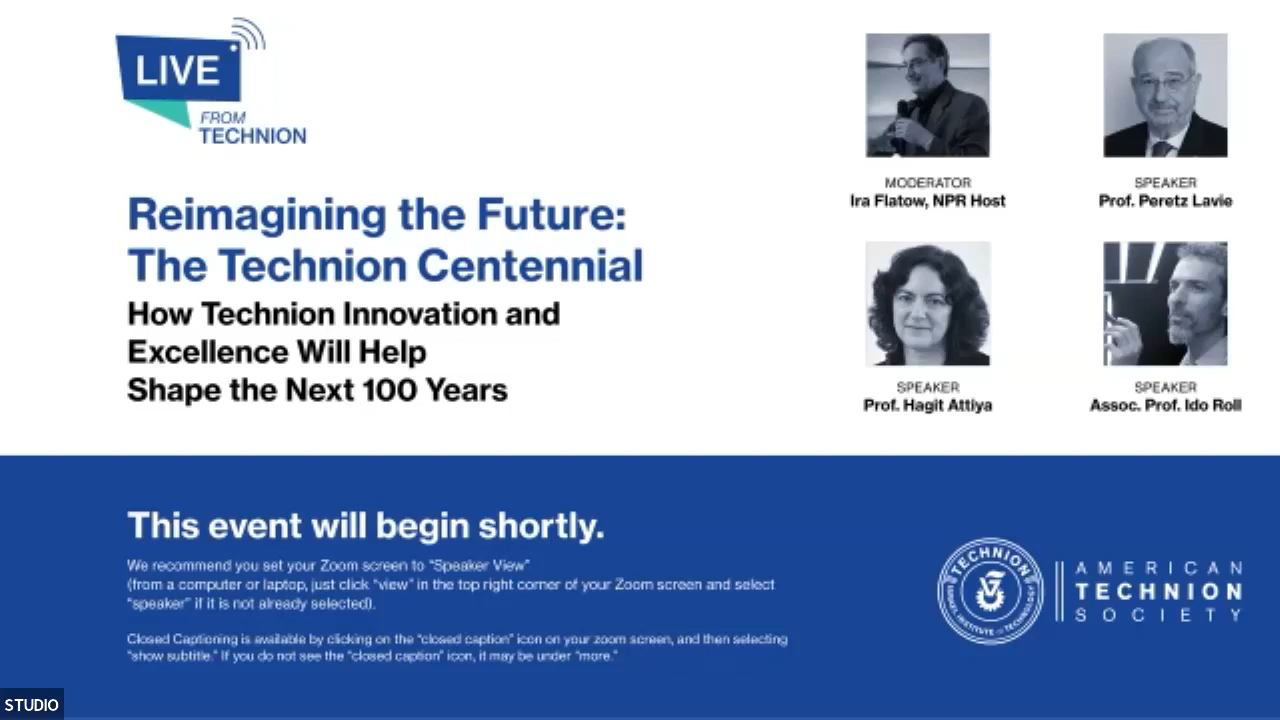 LIVE
FROM
TECHNION
Reimagining the Future:
The Technion Centennial
How Technion Innovation and
Excellence Will Help
Shape the Next 100 Years
MODERATOR
Ira Flatow, NPR Host
SPEAKER
Prof. Peretz Lavie
SPEAKER
Prof. Hagit Attiya
SPEAKER
Assoc. Prof. Ido Roll
This event will begin shortly.
We recommend you set your Zoom screen to “Speaker View”
(from a computer or laptop, just click “view” in the top right corner of your Zoom screen and select
“speaker” if it is not already selected).
Closed Captioning is available by clicking on the “closed caption” icon on your zoom screen, and then selecting
“show subtitle.” If you do not see the “closed caption” icon, it may be under “more.”
TECHNION
ISRAEL INSTITUTE of TECHNOLOGY
AMERICAN
TECHNION
SOCIETY
STUDIO